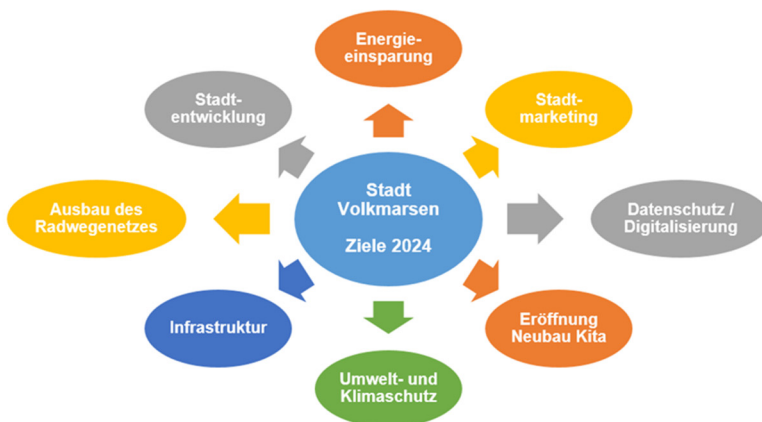 Energie-
einsparung
Stadt-
entwicklung
Stadt-
marketing
Stadt
Volkmarsen
Ziele 2024
Ausbau des
Radwegenetzes
Datenschutz /
Digitalisierung
Infrastruktur
Eröffnung
Neubau Kita
Umwelt- und
Klimaschutz